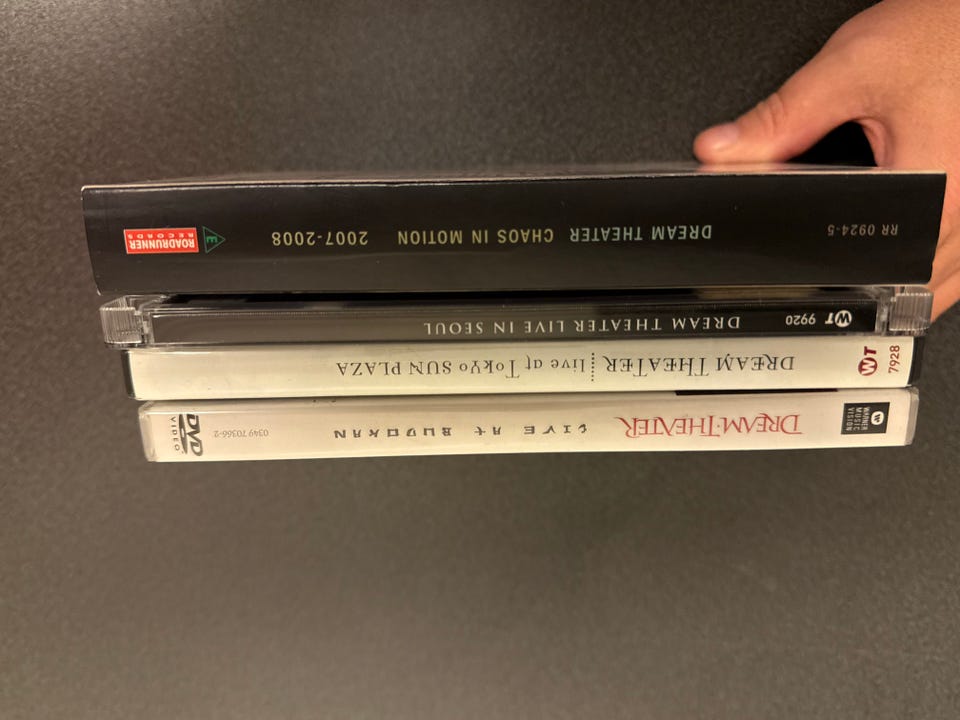 DVD VIDEO 0349 70366-2 LIVE At BUDOKAN DREAM THEATER WARNER MUSIC VISION
DREAM THEATER live at Tokyo SUN PLAZA WT 7928
DREAM THEATER LIVE IN SEOUL WT 9920
RR 0924-5 DREAM THEATER CHAOS IN MOTION 2007-2008 E ROADRUNNER RECORDS